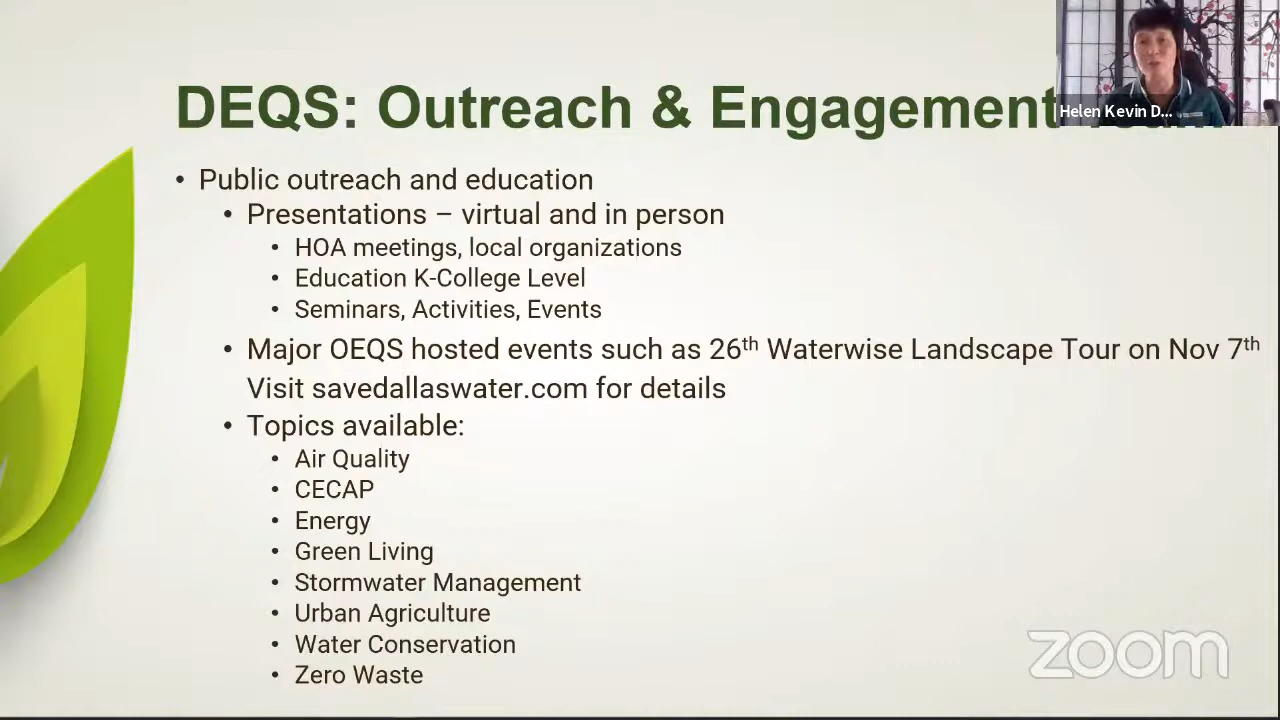 DEQS: Outreach & Engagement
Helen Kevin D...
• Public outreach and education
• Presentations – virtual and in person
• HOA meetings, local organizations
• Education K-College Level
• Seminars, Activities, Events
• Major OEQS hosted events such as 26th Waterwise Landscape Tour on Nov 7th
Visit savedallaswater.com for details
• Topics available:
• Air Quality
• CECAP
• Energy
• Green Living
• Stormwater Management
• Urban Agriculture
• Water Conservation
• Zero Waste
zoom